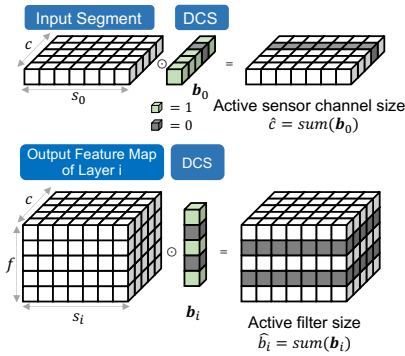 Input Segment
DCS
c
⊙
=
s₀
b₀
= 1
= 0
Active sensor channel size
ĉ = sum(b₀)
Output Feature Map
of Layer i
DCS
c
f
⊙
=
sᵢ
bᵢ
Active filter size
b̂ᵢ = sum(bᵢ)